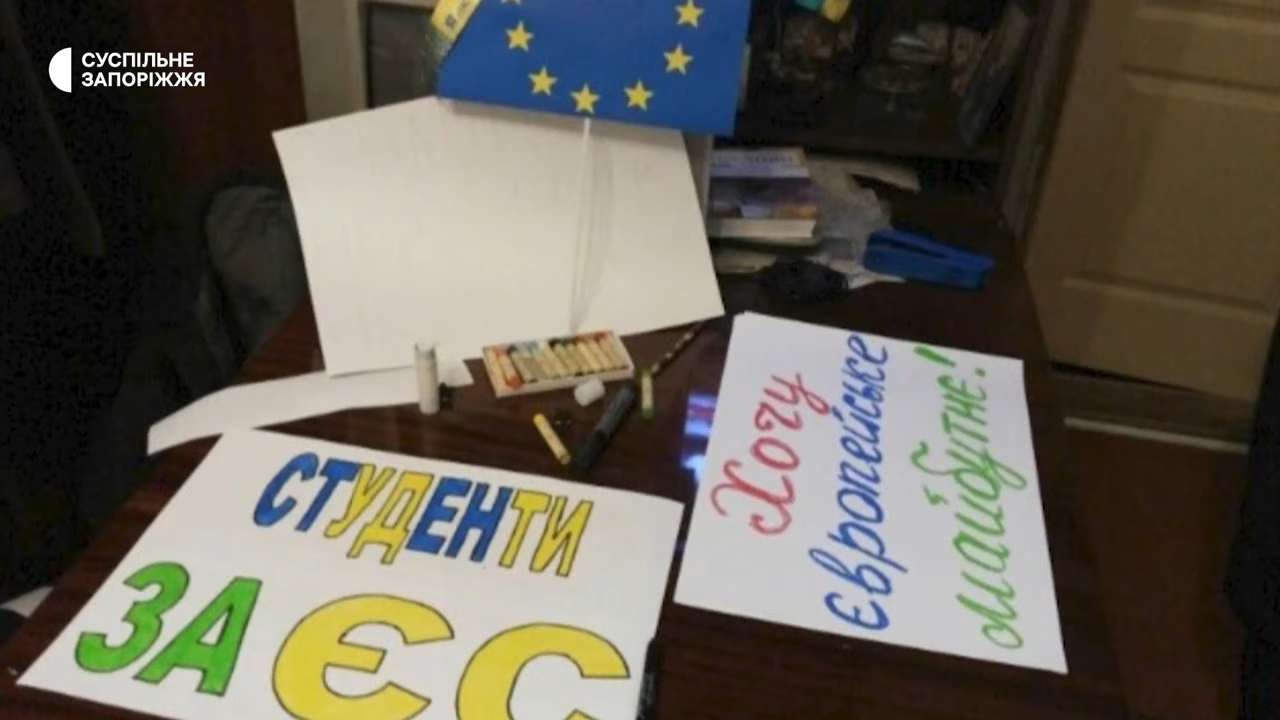 СУСПІЛЬНЕ
ЗАПОРІЖЖЯ
СТУДЕНТИ
ЗА ЄС
Хочу
європейське
майбутнє!